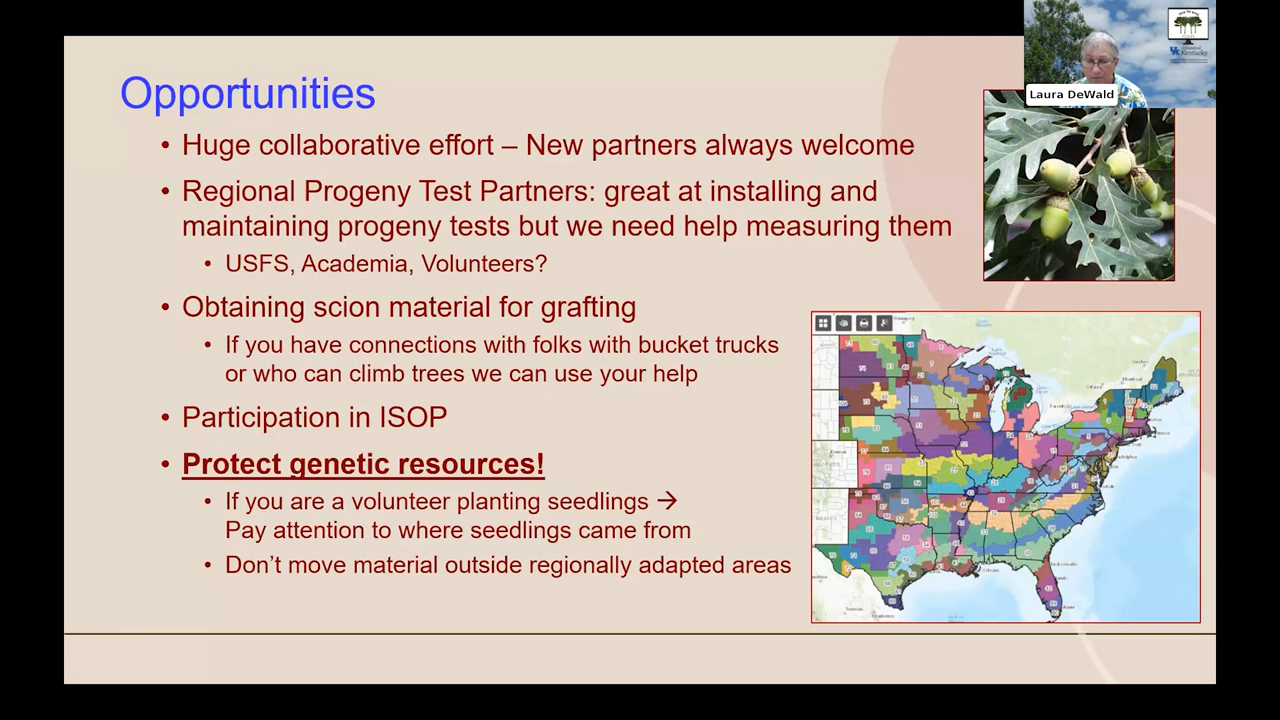 Opportunities
• Huge collaborative effort – New partners always welcome
• Regional Progeny Test Partners: great at installing and
maintaining progeny tests but we need help measuring them
• USFS, Academia, Volunteers?
• Obtaining scion material for grafting
• If you have connections with folks with bucket trucks
or who can climb trees we can use your help
• Participation in ISOP
• Protect genetic resources!
• If you are a volunteer planting seedlings →
Pay attention to where seedlings came from
• Don’t move material outside regionally adapted areas
Laura DeWald
Kentucky